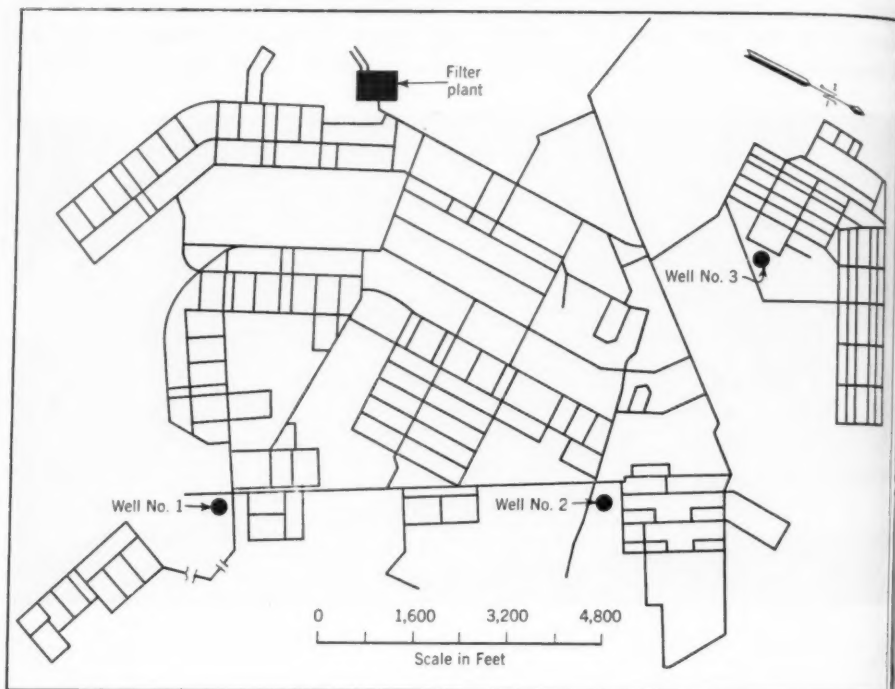 Filter
plant
Well No. 3
Well No. 1
Well No. 2
0 1,600 3,200 4,800
Scale in Feet